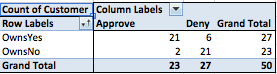 Count of Customer Column Labels
Row Labels Approve Deny Grand Total
OwnsYes 21 6 27
OwnsNo 2 21 23
Grand Total 23 27 50